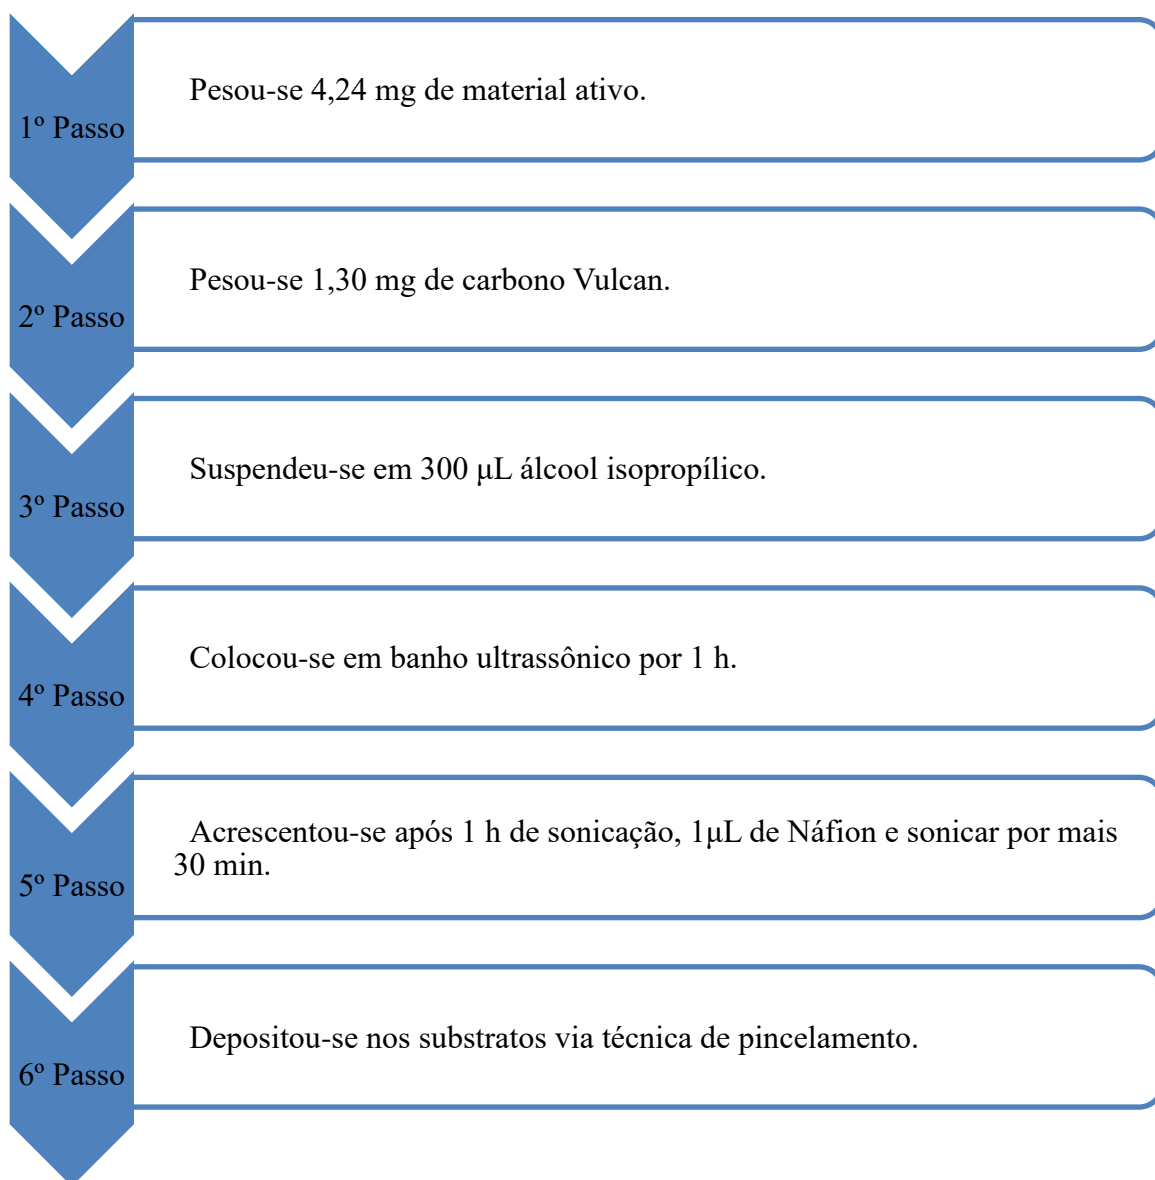 1º Passo
Pesou-se 4,24 mg de material ativo.
2º Passo
Pesou-se 1,30 mg de carbono Vulcan.
3º Passo
Suspendeu-se em 300 μL álcool isopropílico.
4º Passo
Colocou-se em banho ultrassônico por 1 h.
5º Passo
Acrescentou-se após 1 h de sonicação, 1μL de Náfion e sonicar por mais
30 min.
6º Passo
Depositou-se nos substratos via técnica de pincelamento.